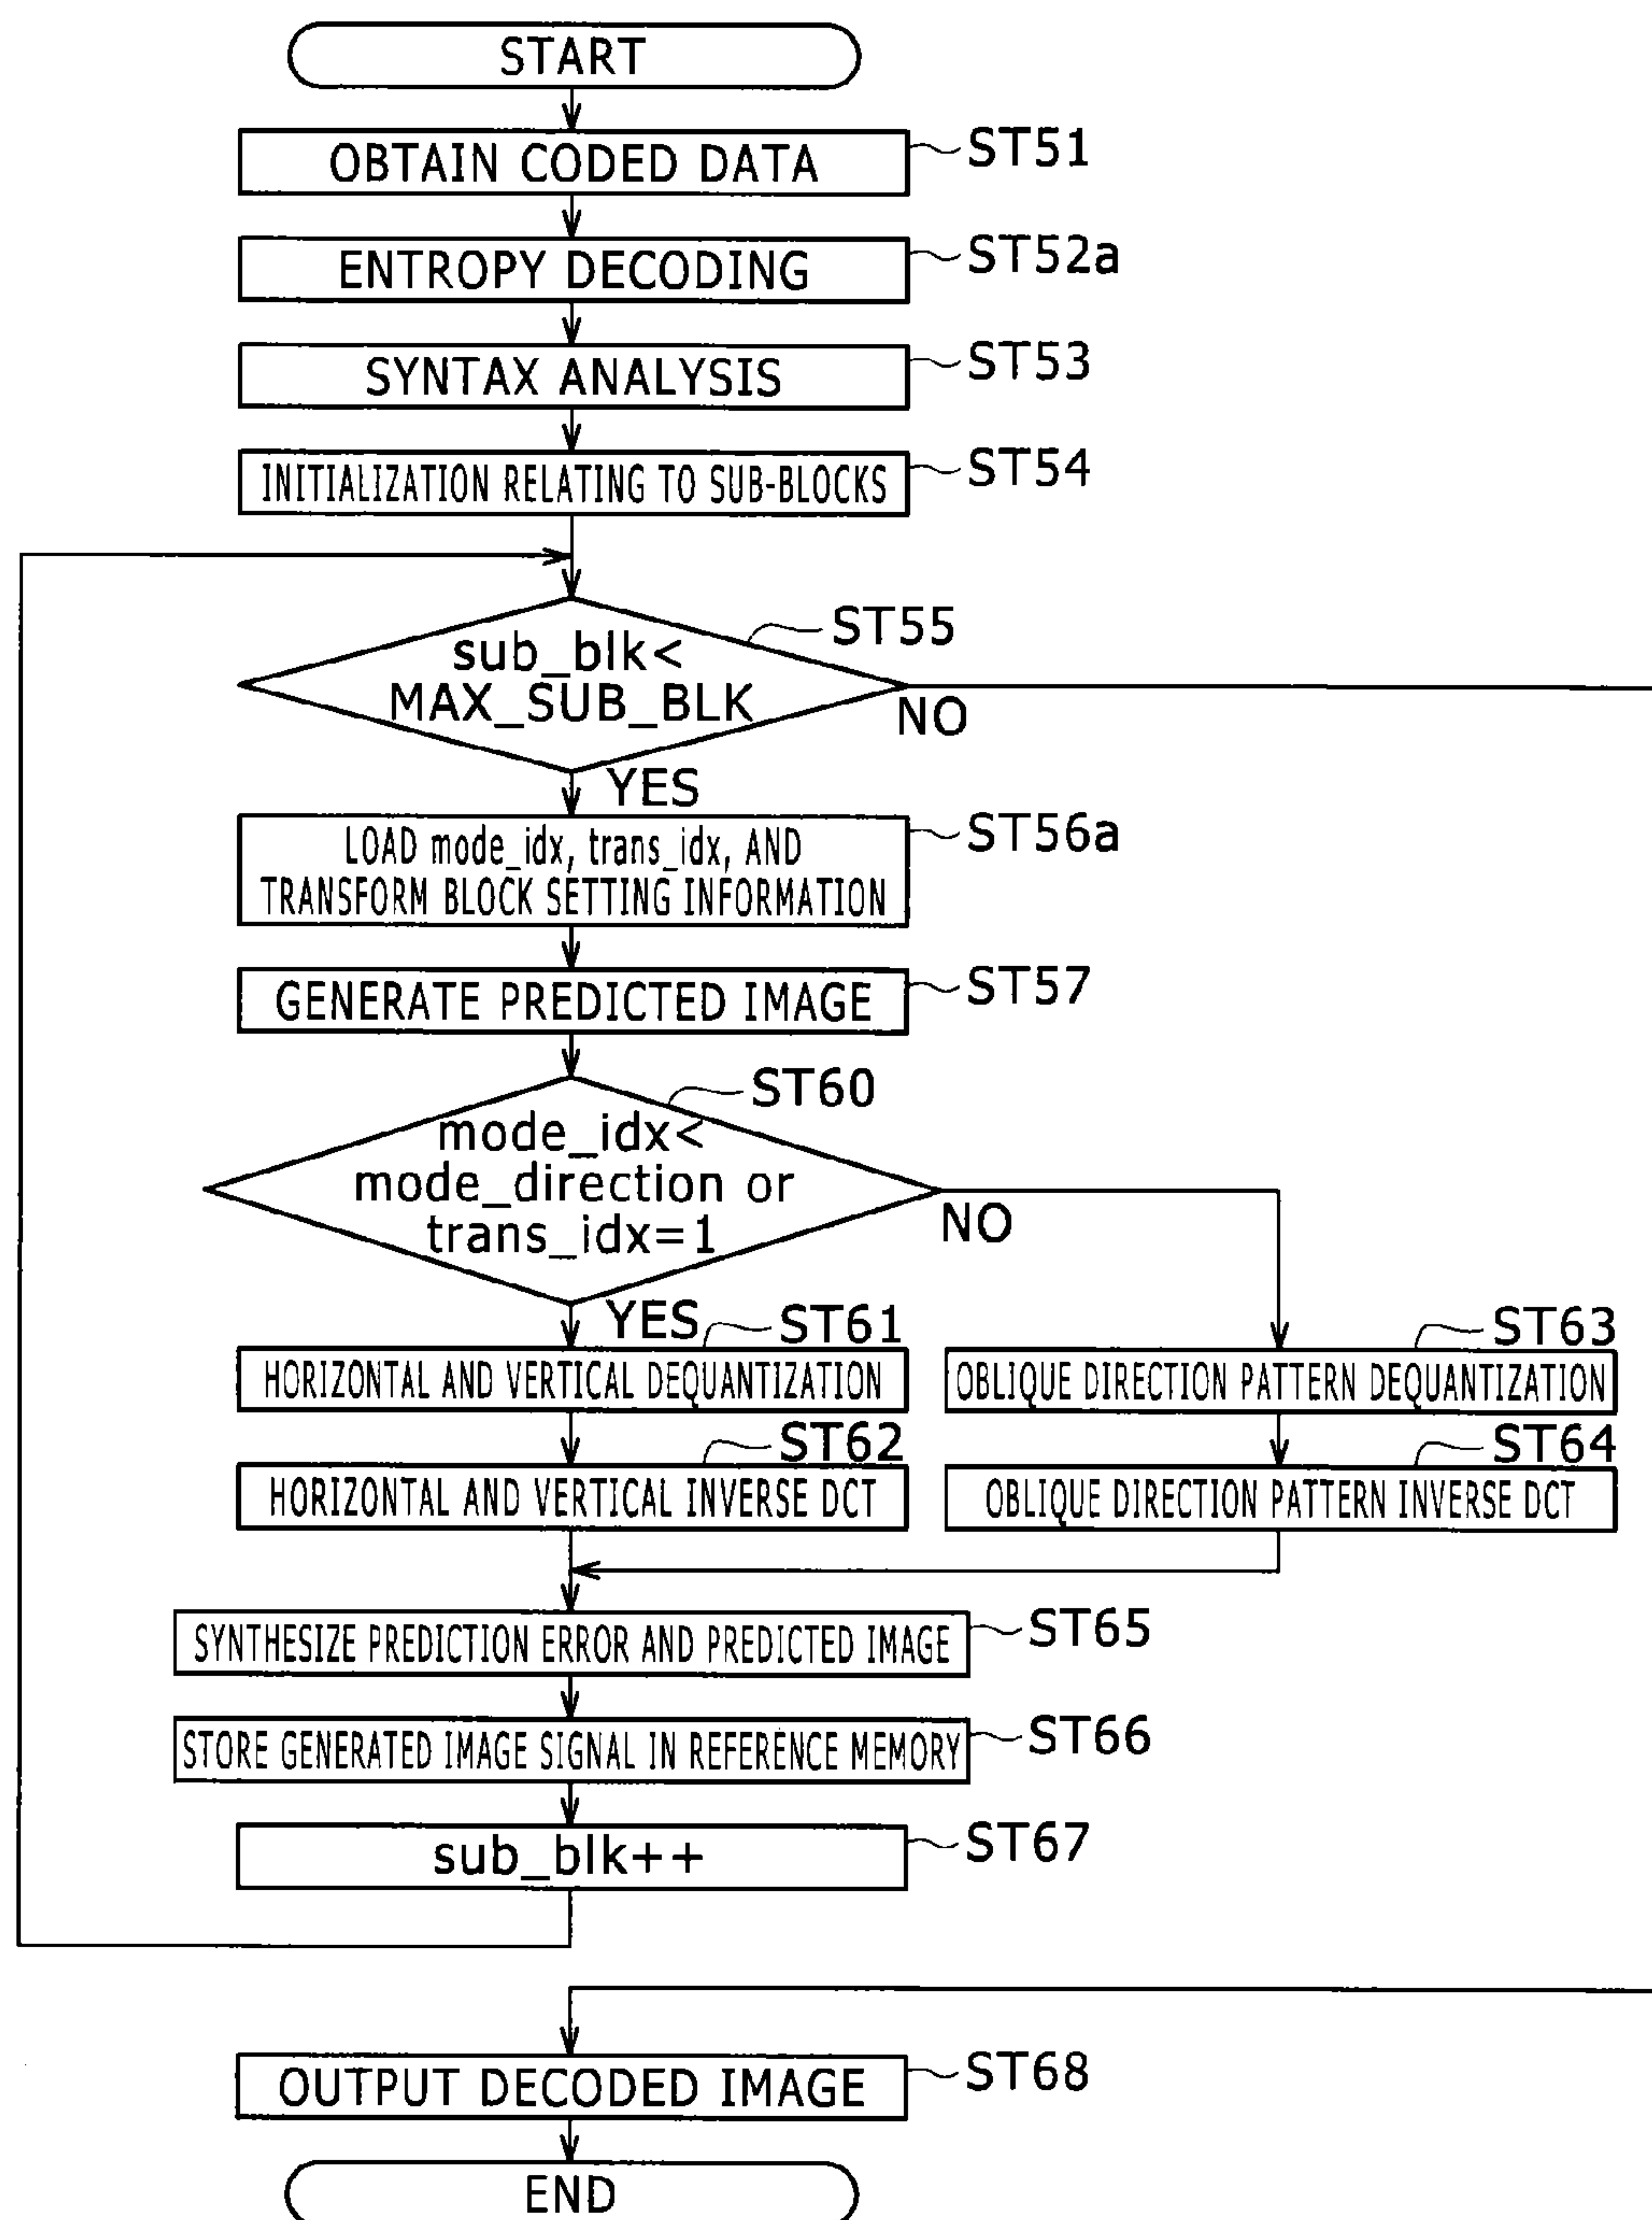 START
OBTAIN CODED DATA
ST51
ENTROPY DECODING
ST52a
SYNTAX ANALYSIS
ST53
INITIALIZATION RELATING TO SUB-BLOCKS
ST54
sub_blk<
MAX_SUB_BLK
ST55
NO
YES
LOAD mode_idx, trans_idx, AND
TRANSFORM BLOCK SETTING INFORMATION
ST56a
GENERATE PREDICTED IMAGE
ST57
mode_idx<
mode_direction or
trans_idx=1
ST60
NO
YES
HORIZONTAL AND VERTICAL DEQUANTIZATION
ST61
OBLIQUE DIRECTION PATTERN DEQUANTIZATION
ST63
HORIZONTAL AND VERTICAL INVERSE DCT
ST62
OBLIQUE DIRECTION PATTERN INVERSE DCT
ST64
SYNTHESIZE PREDICTION ERROR AND PREDICTED IMAGE
ST65
STORE GENERATED IMAGE SIGNAL IN REFERENCE MEMORY
ST66
sub_blk++
ST67
OUTPUT DECODED IMAGE
ST68
END